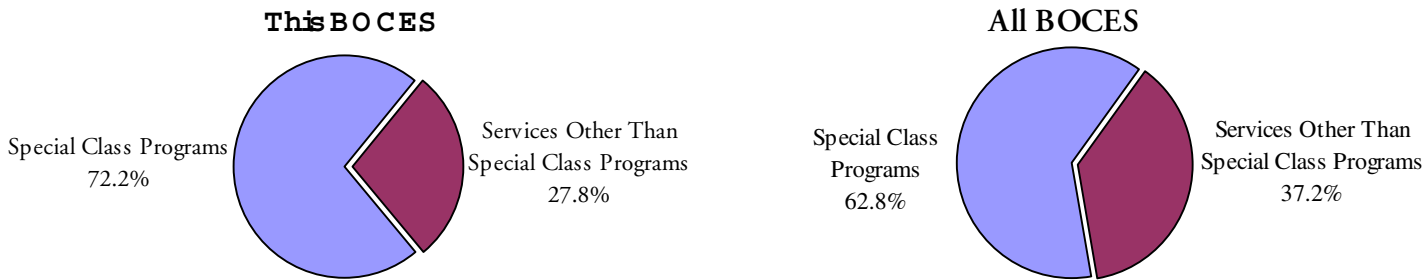 This BOCES
Special Class Programs
72.2%
Services Other Than
Special Class Programs
27.8%
All BOCES
Special Class
Programs
62.8%
Services Other Than
Special Class Programs
37.2%